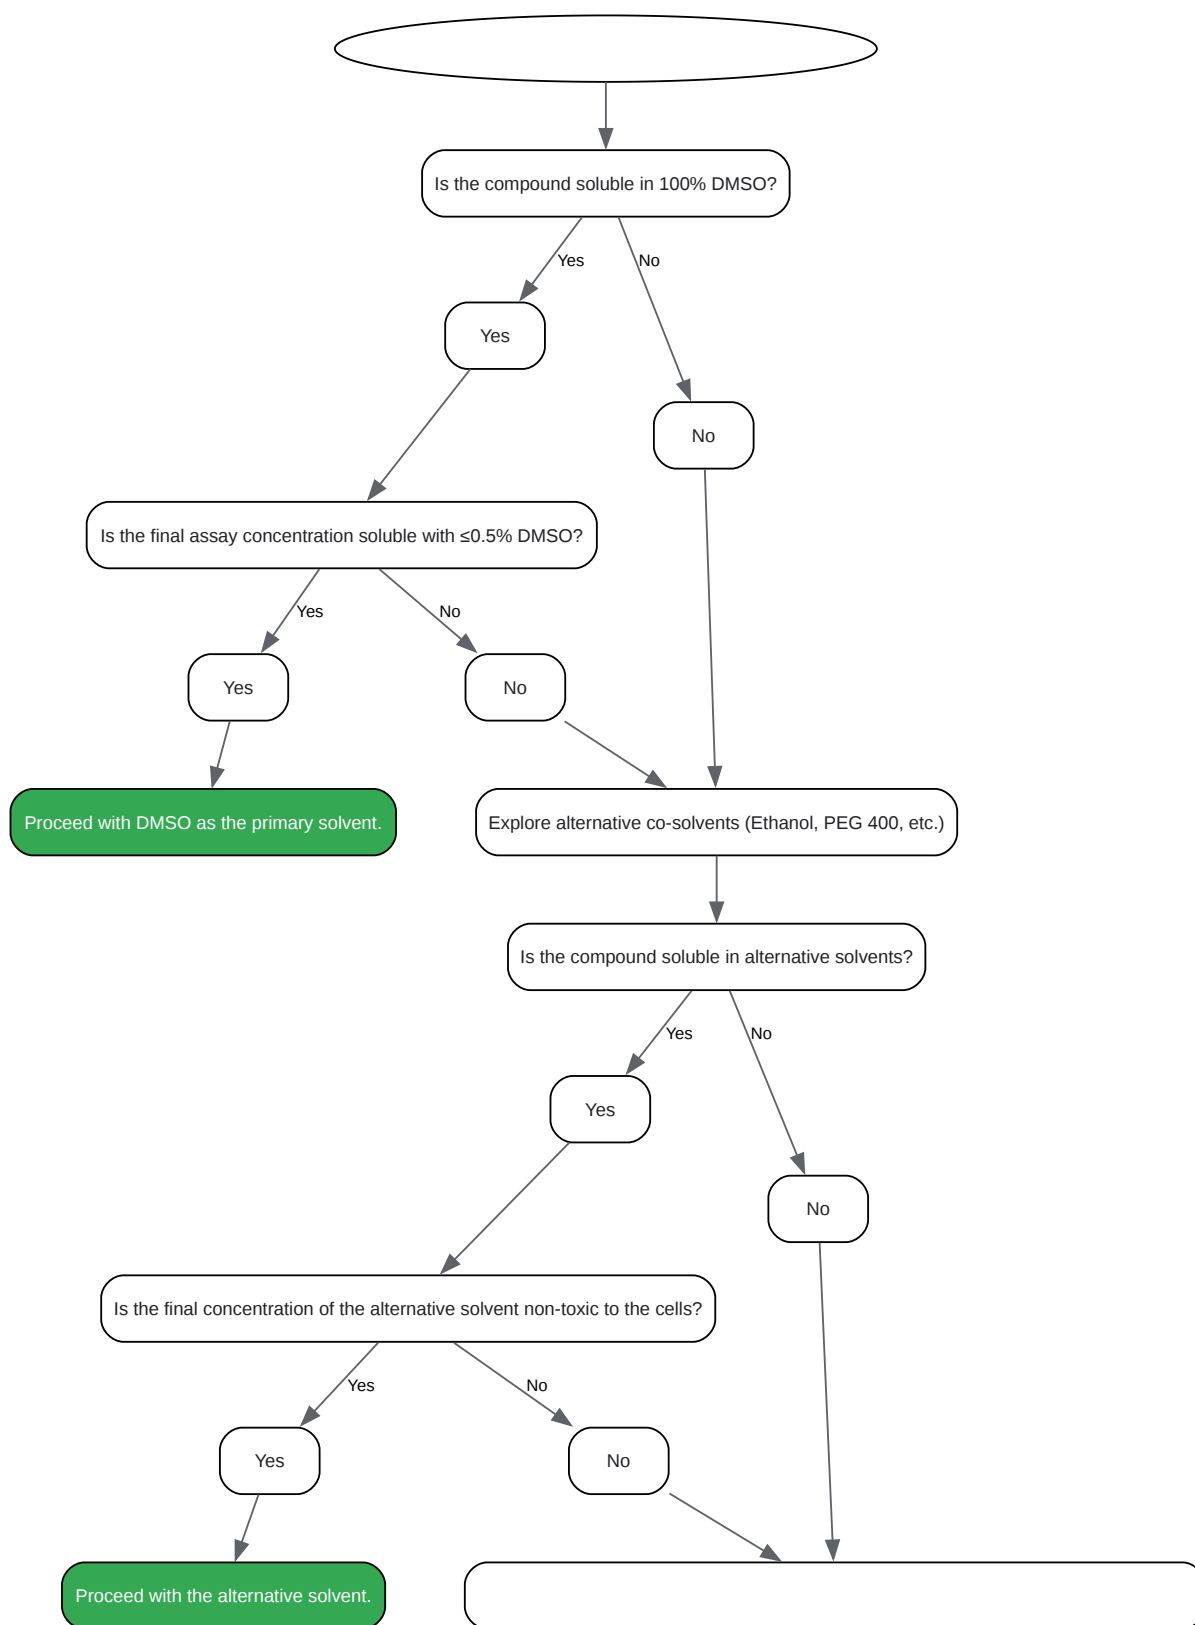 Is the compound soluble in 100% DMSO?
Yes
No
Yes
No
Is the final assay concentration soluble with ≤0.5% DMSO?
Yes
No
Yes
No
Proceed with DMSO as the primary solvent.
Explore alternative co-solvents (Ethanol, PEG 400, etc.)
Is the compound soluble in alternative solvents?
Yes
No
Yes
No
Is the final concentration of the alternative solvent non-toxic to the cells?
Yes
No
Yes
No
Proceed with the alternative solvent.